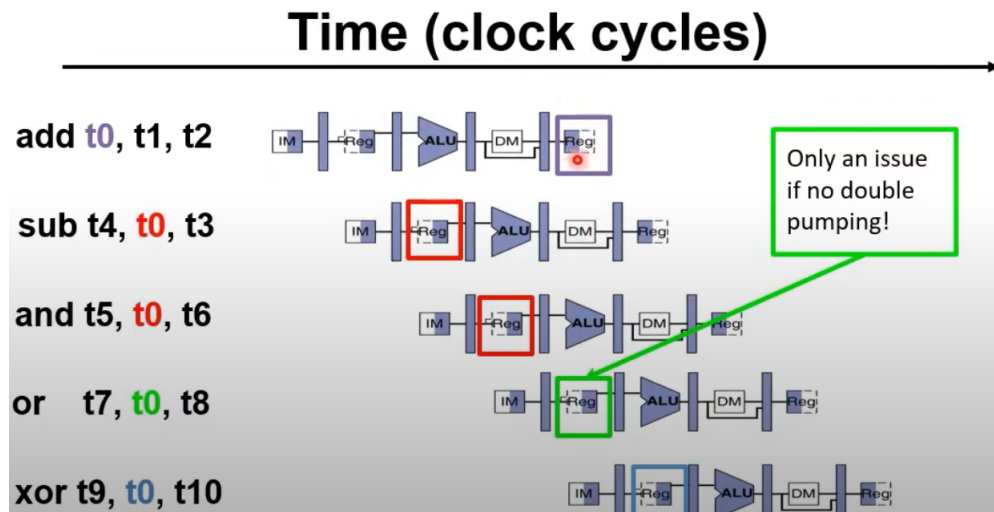 Time (clock cycles)
add t0, t1, t2
IM Reg ALU DM Reg
Only an issue
if no double
pumping!
sub t4, t0, t3
IM Reg ALU DM Reg
and t5, t0, t6
IM Reg ALU DM Reg
or t7, t0, t8
IM Reg ALU DM Reg
xor t9, t0, t10
IM Reg ALU DM Reg